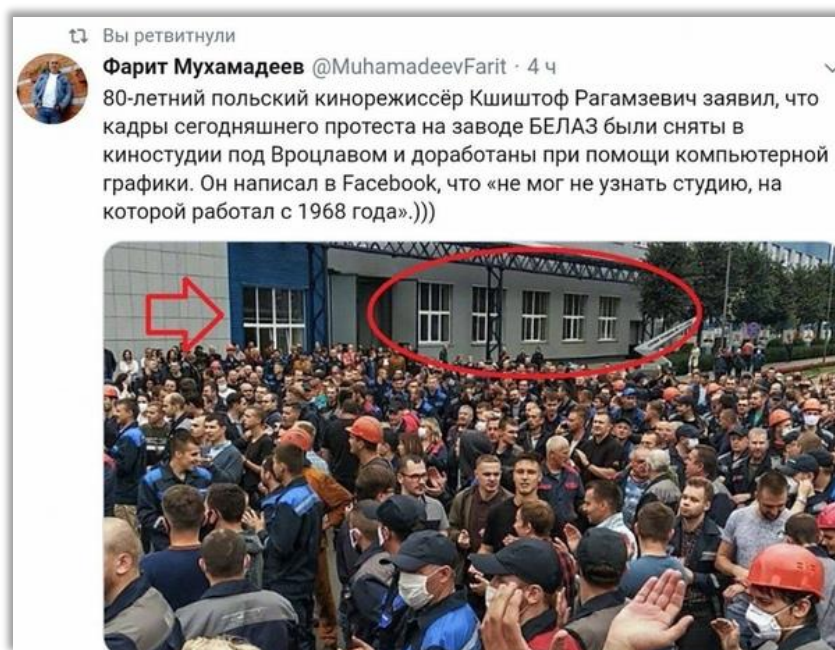 Вы ретвитнули
Фарит Мухамадеев @MuhamadeevFarit · 4 ч
80-летний польский кинорежиссёр Кшиштоф Рагамзевич заявил, что
кадры сегодняшнего протеста на заводе БЕЛАЗ были сняты в
киностудии под Вроцлавом и доработаны при помощи компьютерной
графики. Он написал в Facebook, что «не мог не узнать студию, на
которой работал с 1968 года».)))